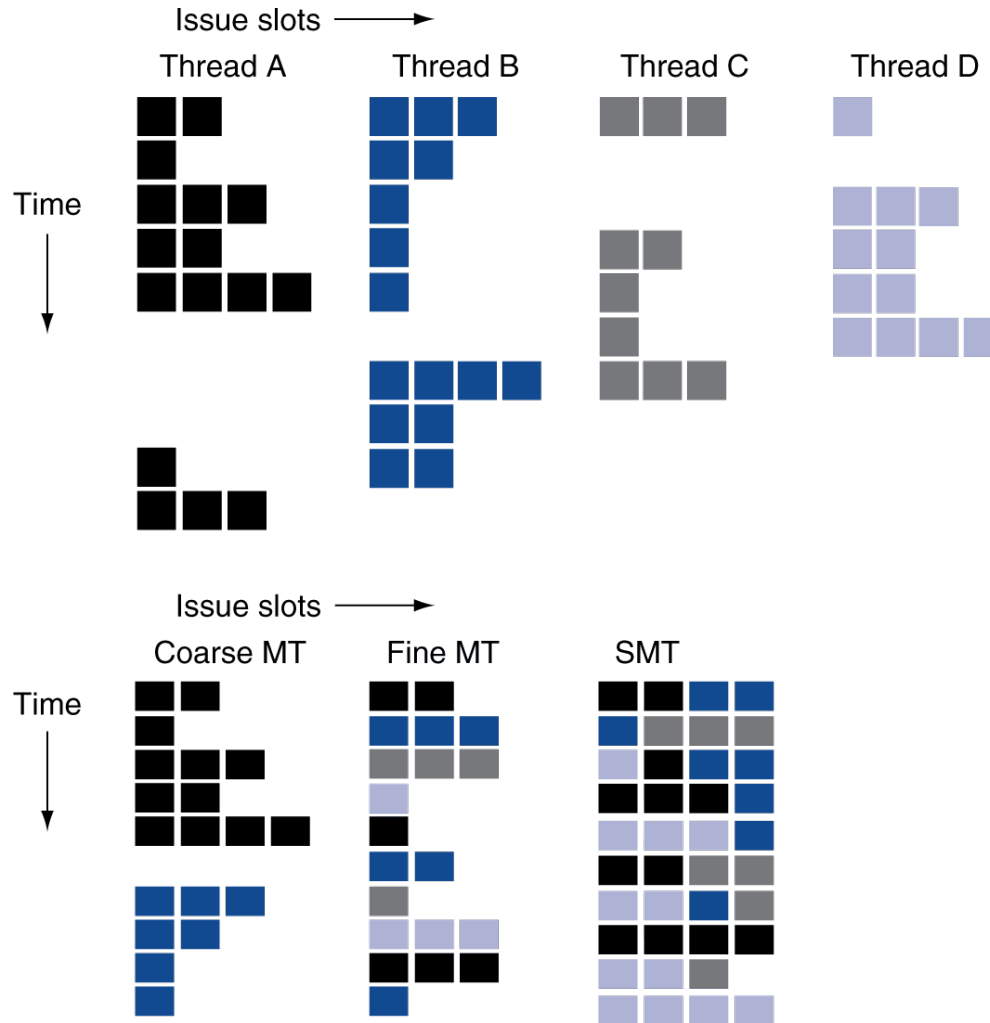 Issue slots
Thread A Thread B Thread C Thread D
Time
Issue slots
Coarse MT Fine MT SMT
Time